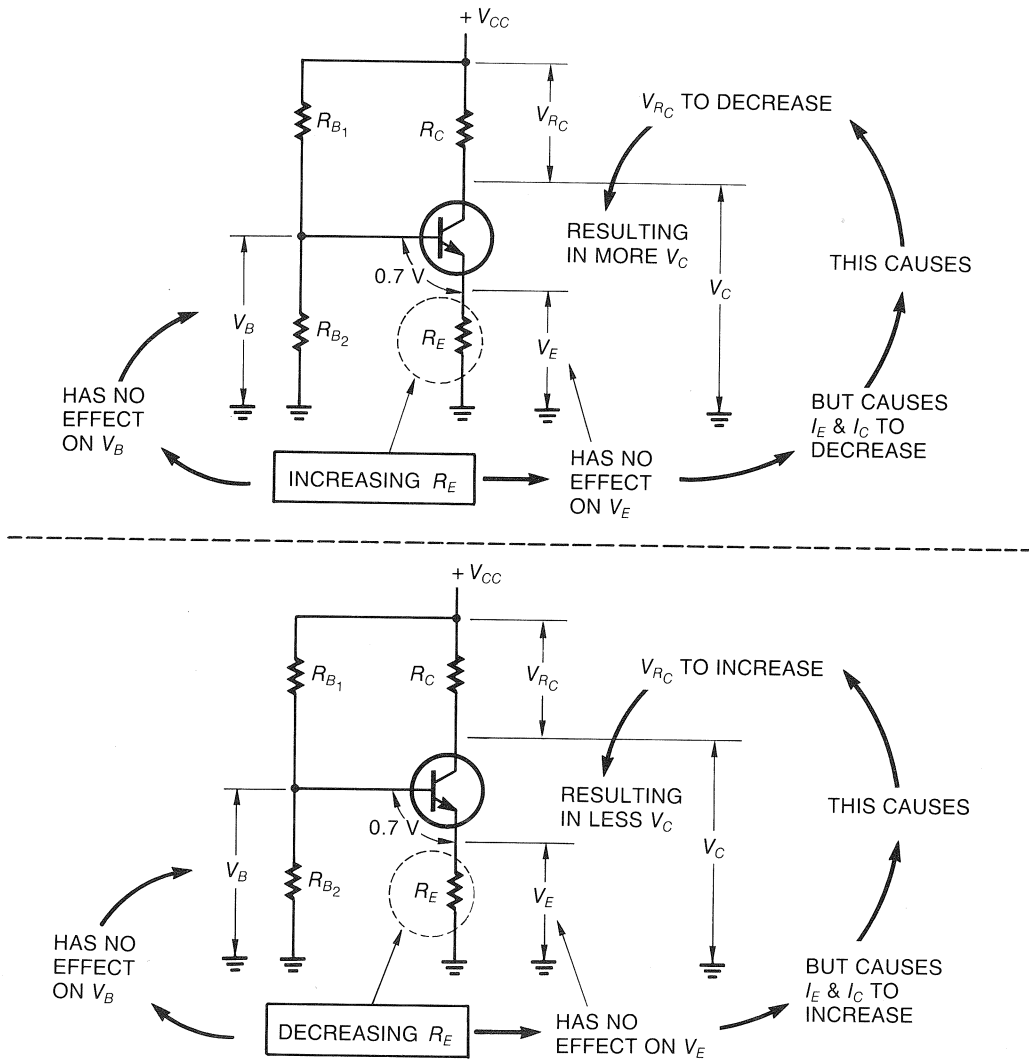 + VCC
RB1
RC
VRC
VRC TO DECREASE
RESULTING
IN MORE VC
THIS CAUSES
0.7 V
VC
VB
RB2
RE
VE
HAS NO
EFFECT
ON VB
BUT CAUSES
IE & IC TO
DECREASE
INCREASING RE
HAS NO
EFFECT
ON VE
+ VCC
RB1
RC
VRC
VRC TO INCREASE
RESULTING
IN LESS VC
THIS CAUSES
0.7 V
VC
VB
RB2
RE
VE
HAS NO
EFFECT
ON VB
BUT CAUSES
IE & IC TO
INCREASE
DECREASING RE
HAS NO
EFFECT ON VE